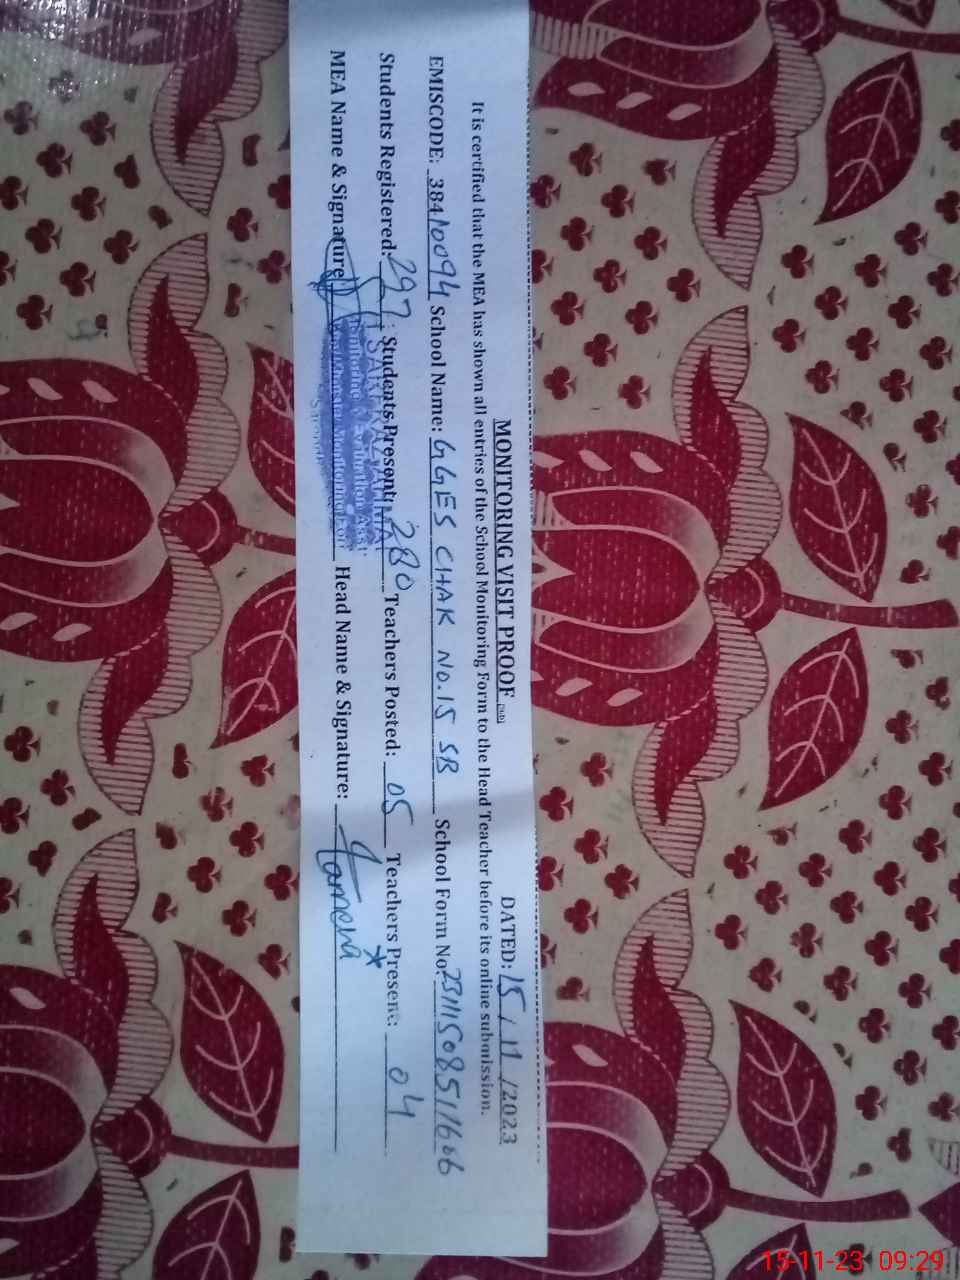 MONITORING VISIT PROOF
DATED: 15 / 11 /2023
It is certified that the MEA has shown all entries of the School Monitoring Form to the Head Teacher before its online submission.
EMISCODE: 38410094 School Name: GGES CHAK NO.15 SB School Form No: 23111508511606
Students Registered: 297 ; Students Present: 280 Teachers Posted: 05 Teachers Present: 04
MEA Name & Signature: Head Name & Signature:
15-11-23 09:29